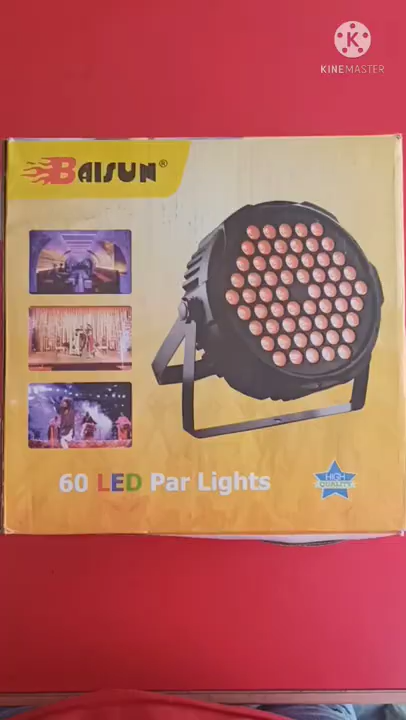 KINEMASTER
BAISUN®
60 LED Par Lights
HIGH
QUALITY